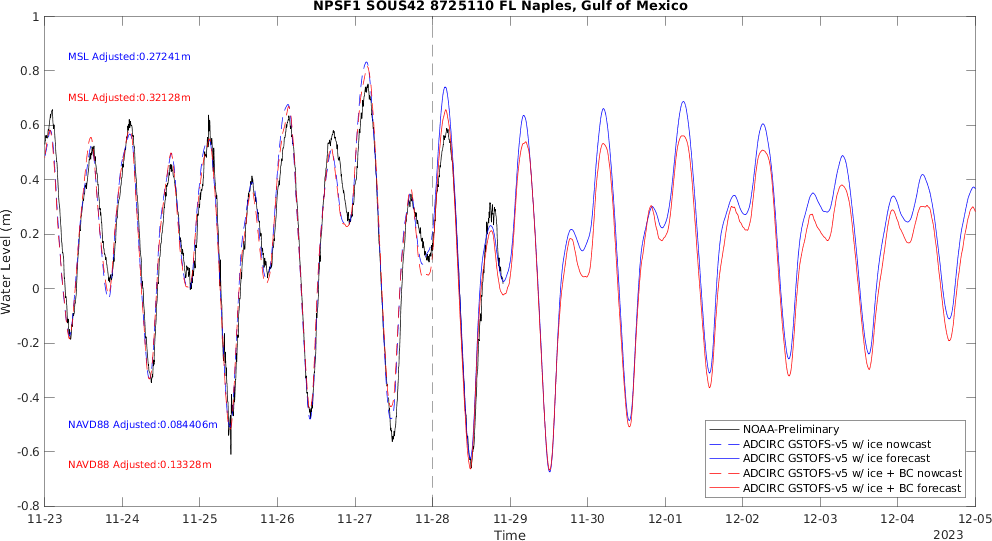 NPSF1 SOUS42 8725110 FL Naples, Gulf of Mexico
1
0.8
0.6
0.4
0.2
0
-0.2
-0.4
-0.6
-0.8
Water Level (m)
MSL Adjusted:0.27241m
MSL Adjusted:0.32128m
NAVD88 Adjusted:0.084406m
NAVD88 Adjusted:0.13328m
NOAA-Preliminary
ADCIRC GSTOFS-v5 w/ ice nowcast
ADCIRC GSTOFS-v5 w/ ice forecast
ADCIRC GSTOFS-v5 w/ ice + BC nowcast
ADCIRC GSTOFS-v5 w/ ice + BC forecast
11-23 11-24 11-25 11-26 11-27 11-28 11-29 11-30 12-01 12-02 12-03 12-04 12-05
Time
2023